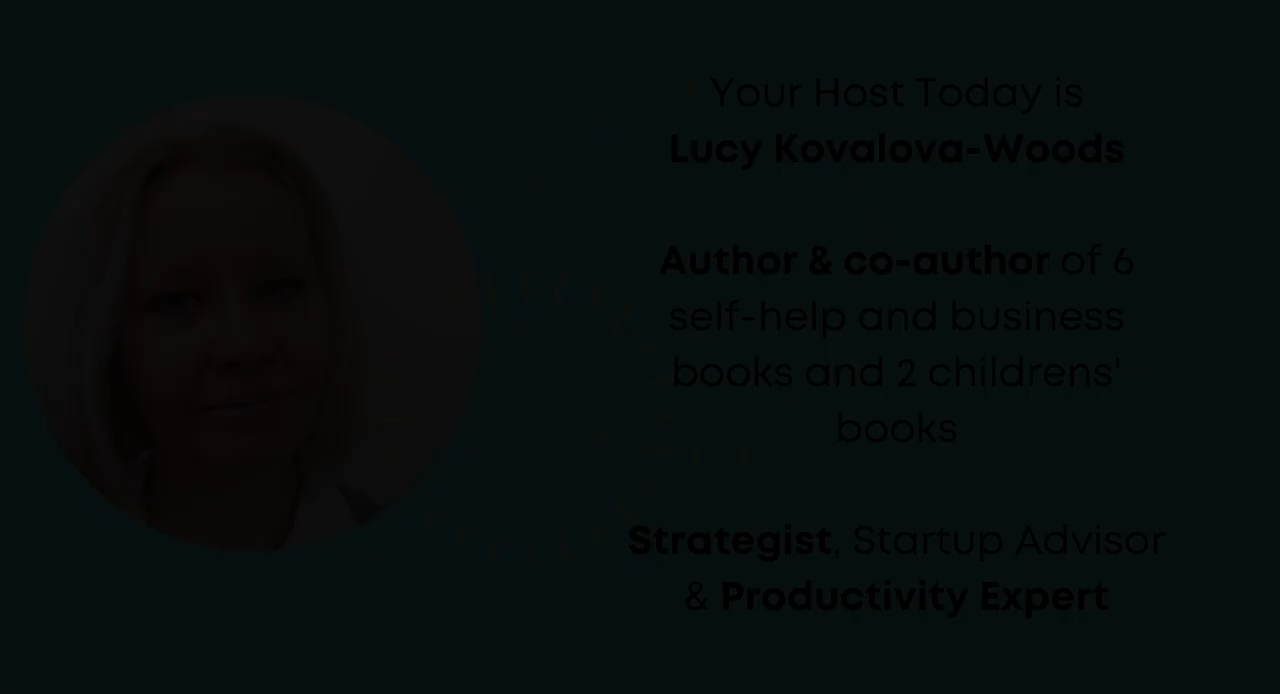 Your Host Today is
Lucy Kovalova-Woods
Author & co-author of 6
self-help and business
books and 2 childrens'
books
Strategist, Startup Advisor
& Productivity Expert